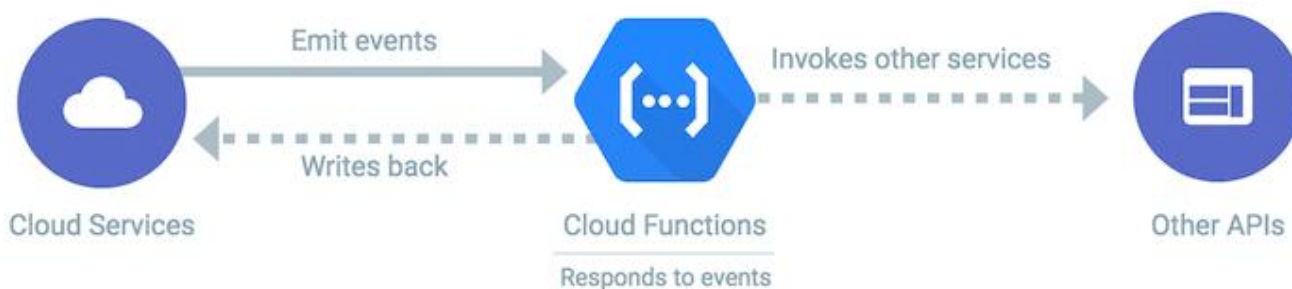 Emit events
Invokes other services
Writes back
Cloud Services
Cloud Functions
Other APIs
Responds to events